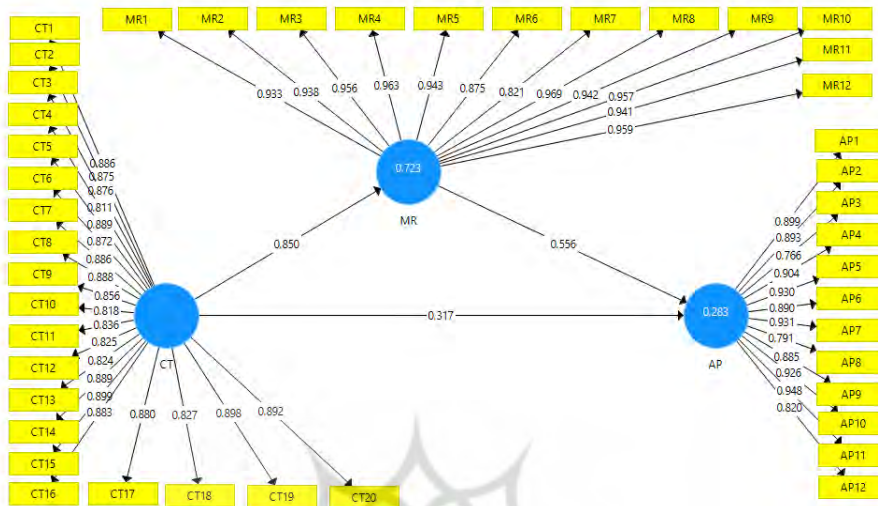 MR1
MR2
MR3
MR4
MR5
MR6
MR7
MR8
MR9
MR10
MR11
MR12
CT1
CT2
CT3
CT4
CT5
CT6
CT7
CT8
CT9
CT10
CT11
CT12
CT13
CT14
CT15
CT16
CT17
CT18
CT19
CT20
0.933
0.938
0.956
0.963
0.943
0.875
0.821
0.969
0.942
0.957
0.941
0.959
0.886
0.875
0.876
0.811
0.889
0.872
0.886
0.888
0.856
0.818
0.836
0.825
0.824
0.889
0.899
0.883
0.880
0.827
0.898
0.892
0.723
MR
0.850
0.556
0.317
CT
0.283
AP
0.899
0.893
0.766
0.904
0.930
0.890
0.931
0.791
0.885
0.926
0.948
0.820
AP1
AP2
AP3
AP4
AP5
AP6
AP7
AP8
AP9
AP10
AP11
AP12